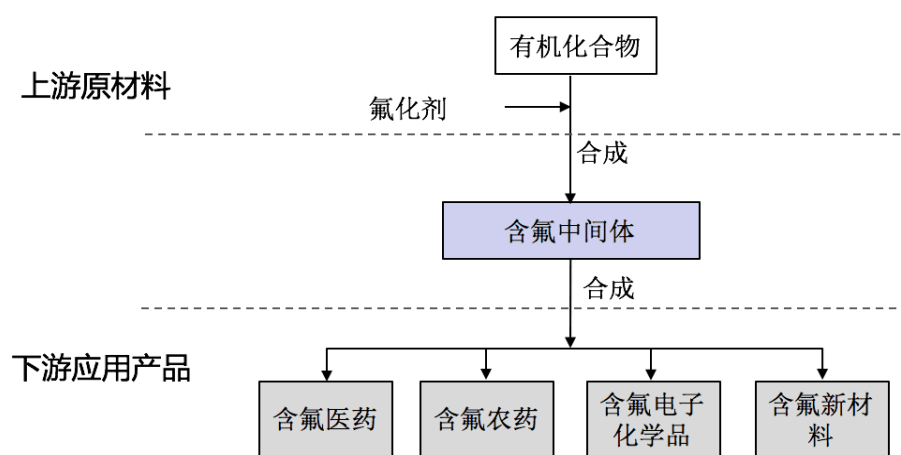 有机化合物
上游原材料
氟化剂
合成
含氟中间体
合成
下游应用产品
含氟医药
含氟农药
含氟电子
化学品
含氟新材
料